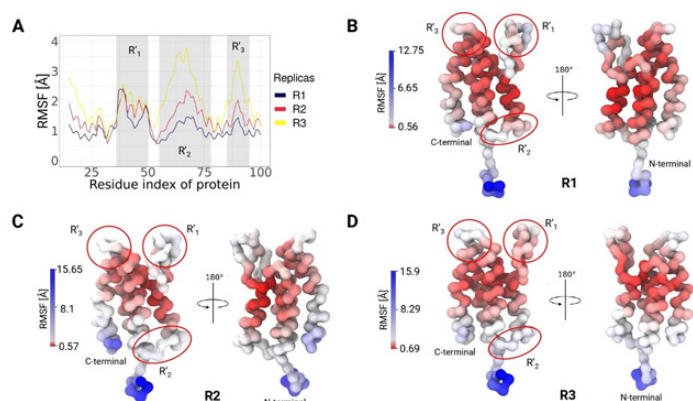 A
RMSF [Å]
4
3
2
1
0
R'1
R'2
R'3
0
25
50
75
100
Residue index of protein
Replicas
R1
R2
R3
B
RMSF [Å]
12.75
6.65
0.56
R'3
R'1
R'2
C-terminal
180°
N-terminal
R1
C
RMSF [Å]
15.65
8.1
0.57
R'3
R'1
R'2
C-terminal
180°
N-terminal
R2
D
RMSF [Å]
15.9
8.29
0.69
R'3
R'1
R'2
C-terminal
180°
N-terminal
R3